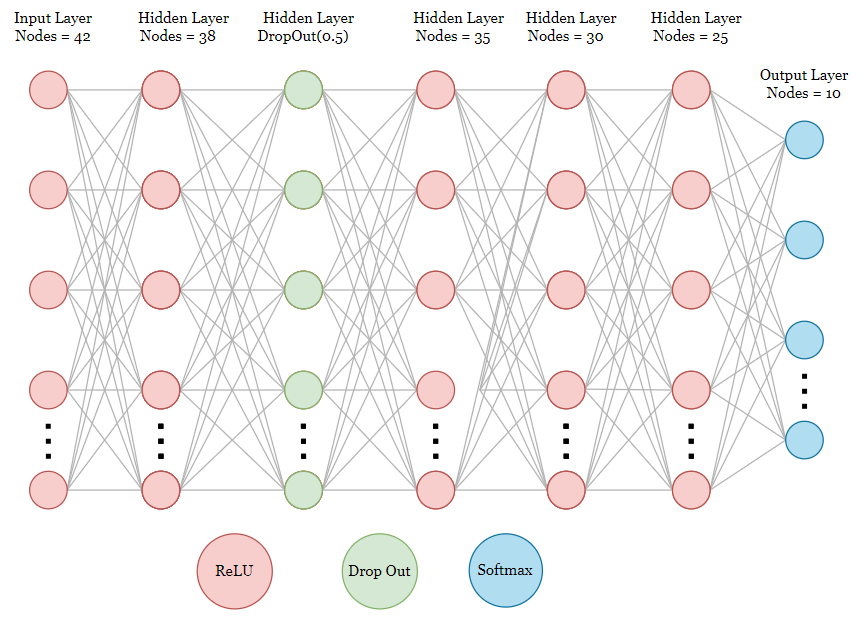 Input Layer
Nodes = 42
Hidden Layer
Nodes = 38
Hidden Layer
DropOut(0.5)
Hidden Layer
Nodes = 35
Hidden Layer
Nodes = 30
Hidden Layer
Nodes = 25
Output Layer
Nodes = 10
ReLU
Drop Out
Softmax